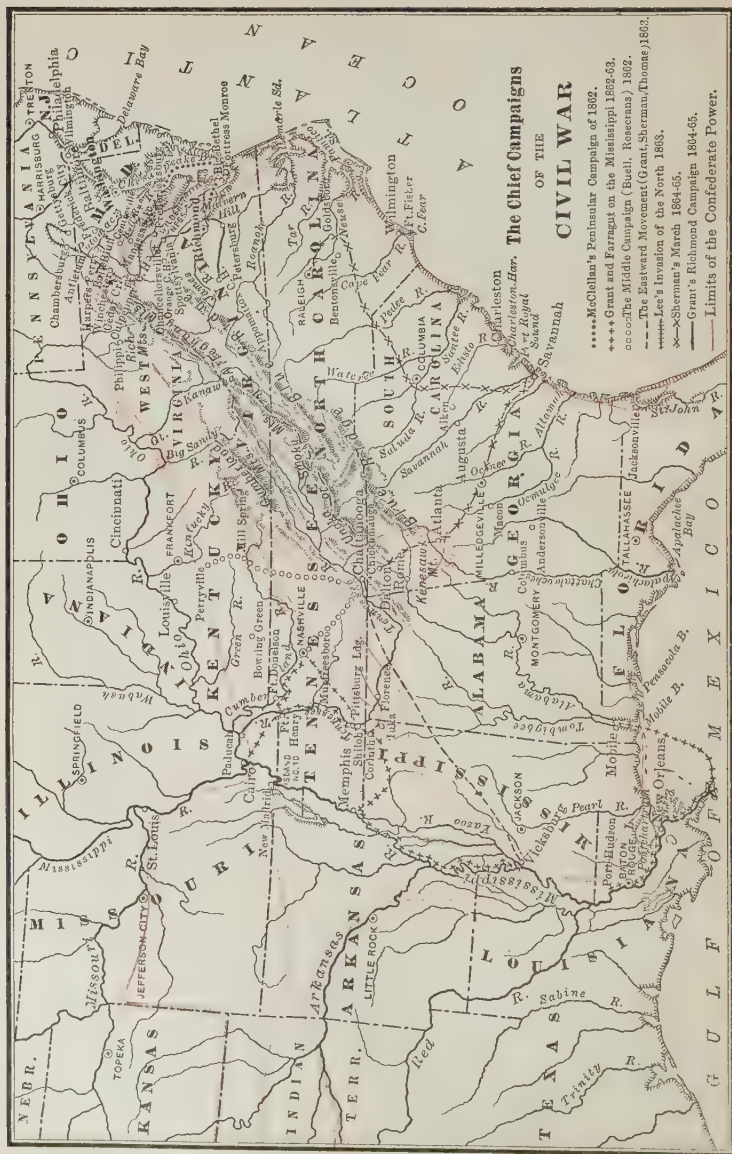 The Chief Campaigns
OF THE
CIVIL WAR
McClellan's Peninsular Campaign of 1862.
Grant and Farragut on the Mississippi 1862-63.
The Middle Campaign (Buell, Rosecrans) 1862.
The Eastward Movement (Grant, Sherman, Thomas) 1863.
Lee's Invasion of the North 1863.
Sherman's March 1864-65.
Grant's Richmond Campaign 1864-65.
Limits of the Confederate Power.
NEBR.
TOPEKA
KANSAS
INDIAN
TERR.
TEXAS
Trinity R.
Sabine R.
Red R.
Missouri R.
JEFFERSON CITY
MISSOURI
St. Louis
Mississippi R.
ARKANSAS
Arkansas
LITTLE ROCK
LOUISIANA
Mississippi
ILLINOIS
SPRINGFIELD
Wabash R.
Cairo
Paducah
New Madrid
ISLAND
NO. 10
Memphis
Yazoo R.
Vicksburg
JACKSON
Pearl R.
Port Hudson
BATON
ROUGE
New Orleans
MISSISSIPPI
Shiloh
Pittsburg Ldg.
Corinth
Iuka
Florence
INDIANA
INDIANAPOLIS
Ohio R.
Louisville
FRANKFORT
Kentucky
KENTUCKY
Perryville
Mill Spring
Green R.
Bowling Green
Cumberland
Ft. Donelson
Ft.
Henry
NASHVILLE
Murfreesboro
TENNESSEE
Chattanooga
Chickamauga
Dalton
Rome
Kenesaw
Mt.
Atlanta
ALABAMA
MONTGOMERY
Alabama R.
Tombigbee R.
Mobile
Mobile B.
Pensacola B.
OHIO
COLUMBUS
Cincinnati
Ohio R.
Big Sandy R.
Kanawha
WEST
VIRGINIA
Philippi
PENNSYLVANIA
HARRISBURG
Chambersburg
Gettysburg
Antietam
Harpers Ferry
Winchester
Philadelphia
TRENTON
N.J.
Wilmington
DEL.
Delaware Bay
Baltimore
Washington
Chancellorsville
Richmond
Malvern
Hill
Petersburg
Appomattox
Big Bethel
Fortress Monroe
VIRGINIA
Roanoke
Tar R.
Neuse R.
RALEIGH
Goldsboro
Bentonsville
NORTH CAROLINA
Cape Fear R.
Wilmington
Ft. Fisher
C. Fear
Pedee R.
Wateree
COLUMBIA
SOUTH
CAROLINA
Santee R.
Edisto R.
Saluda R.
Aiken
Savannah R.
Charleston
Charleston Har.
Port Royal
Sound
Savannah
Augusta
MILLEDGEVILLE
GEORGIA
Macon
Oconee R.
Ocmulgee R.
Altamaha
Columbus
Andersonville
TALLAHASSEE
Jacksonville
St. John R.
FLORIDA
Apalachee
Bay
ATLANTIC
OCEAN
GULF OF MEXICO